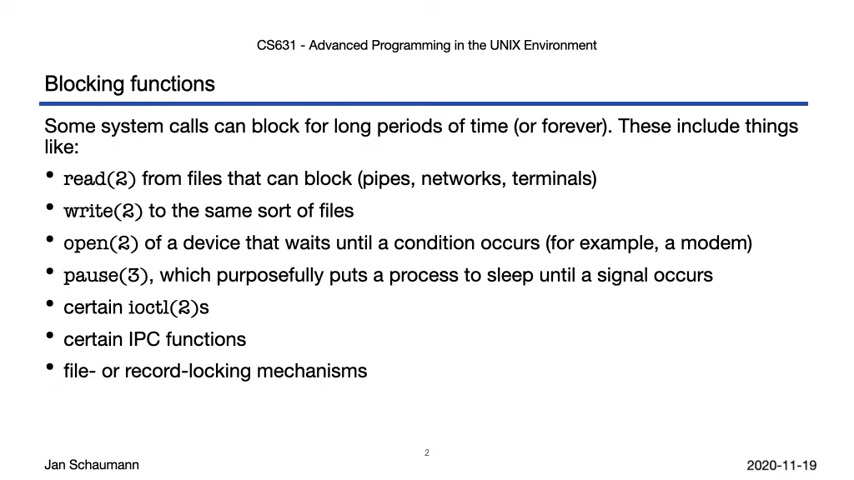 CS631 - Advanced Programming in the UNIX Environment
Blocking functions
Some system calls can block for long periods of time (or forever). These include things
like:
• read(2) from files that can block (pipes, networks, terminals)
• write(2) to the same sort of files
• open(2) of a device that waits until a condition occurs (for example, a modem)
• pause(3), which purposefully puts a process to sleep until a signal occurs
• certain ioctl(2)s
• certain IPC functions
• file- or record-locking mechanisms
2
Jan Schaumann
2020-11-19